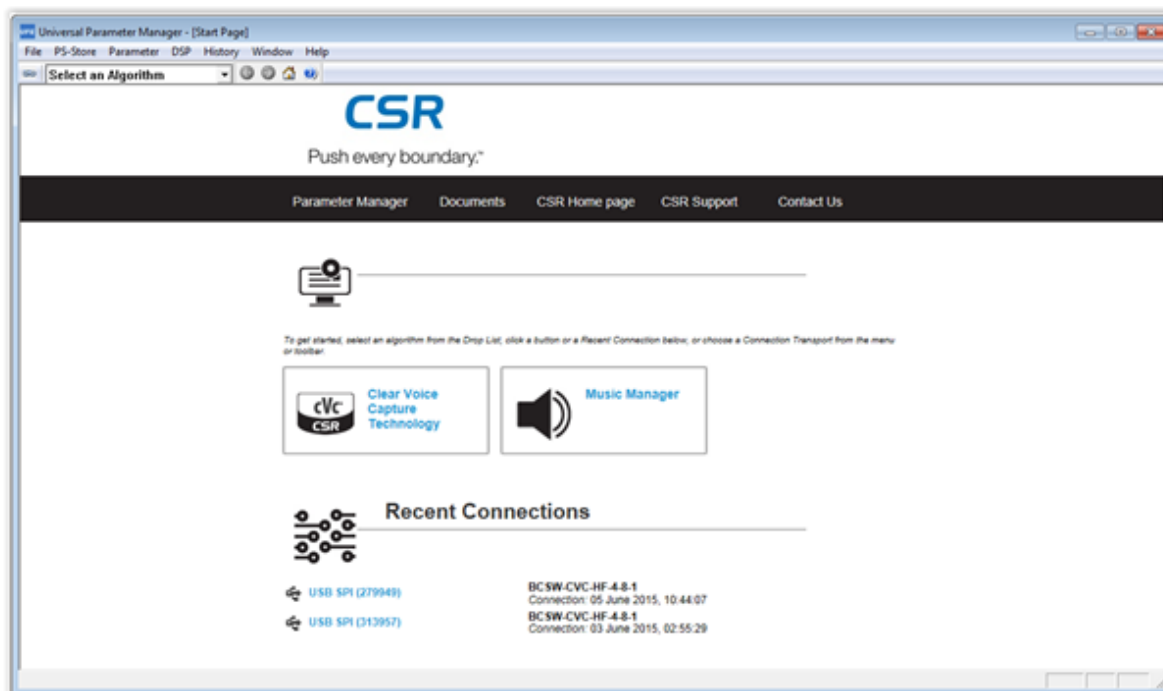 Universal Parameter Manager - [Start Page]
File PS-Store Parameter DSP History Window Help
Select an Algorithm
CSR
Push every boundary.™
Parameter Manager Documents CSR Home page CSR Support Contact Us
To get started, select an algorithm from the Drop List, click a button or a Recent Connection below, or choose a Connection Transport from the menu
or toolbar.
cVc
CSR
Clear Voice
Capture
Technology
Music Manager
Recent Connections
USB SPI (279949)
BCSW-CVC-HF-4-8-1
Connection: 05 June 2015, 10:44:07
USB SPI (313957)
BCSW-CVC-HF-4-8-1
Connection: 03 June 2015, 02:55:29